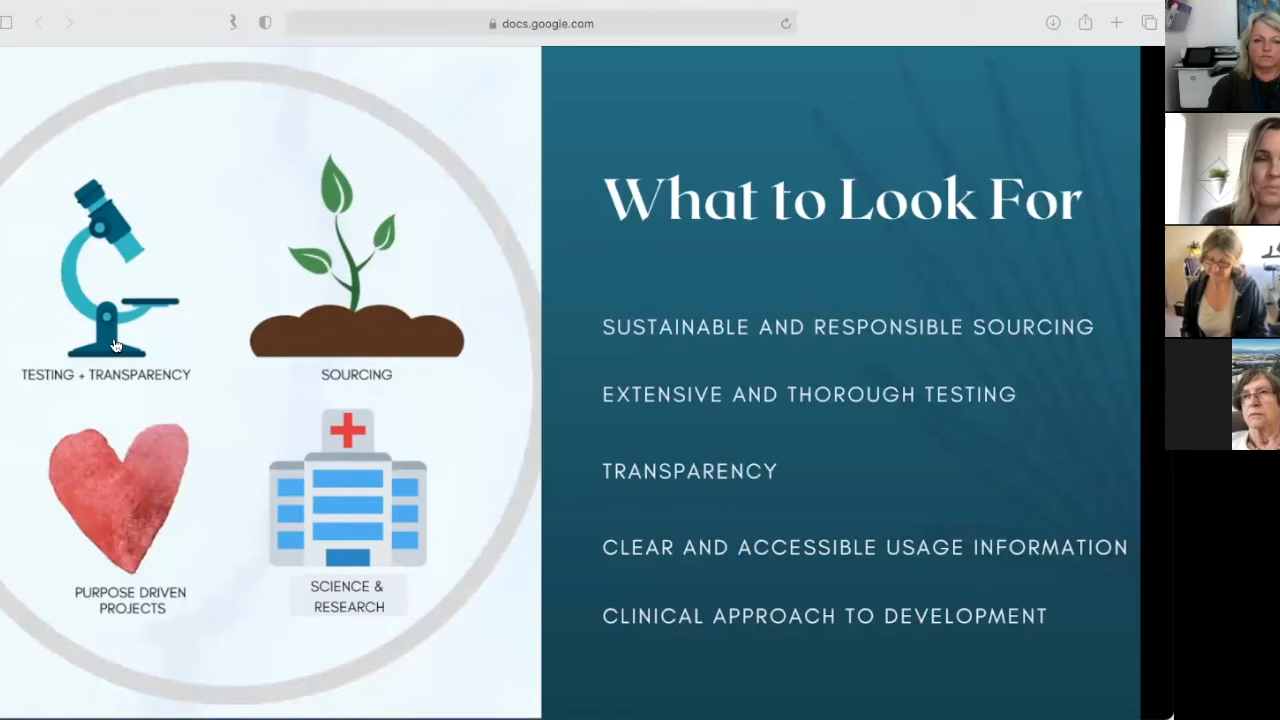 docs.google.com
TESTING + TRANSPARENCY
SOURCING
PURPOSE DRIVEN
PROJECTS
SCIENCE &
RESEARCH
What to Look For
SUSTAINABLE AND RESPONSIBLE SOURCING
EXTENSIVE AND THOROUGH TESTING
TRANSPARENCY
CLEAR AND ACCESSIBLE USAGE INFORMATION
CLINICAL APPROACH TO DEVELOPMENT